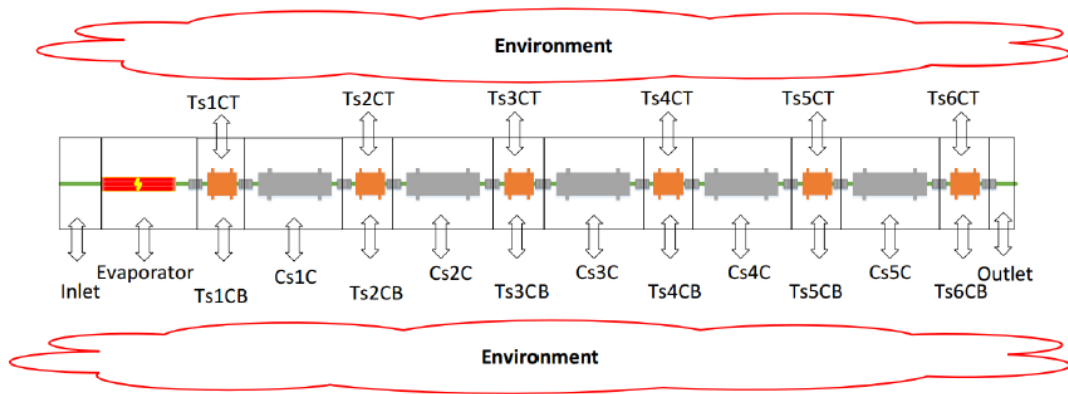 Environment
Ts1CT Ts2CT Ts3CT Ts4CT Ts5CT Ts6CT
Inlet Evaporator Ts1CB Cs1C Ts2CB Cs2C Ts3CB Cs3C Ts4CB Cs4C Ts5CB Cs5C Ts6CB Outlet
Environment